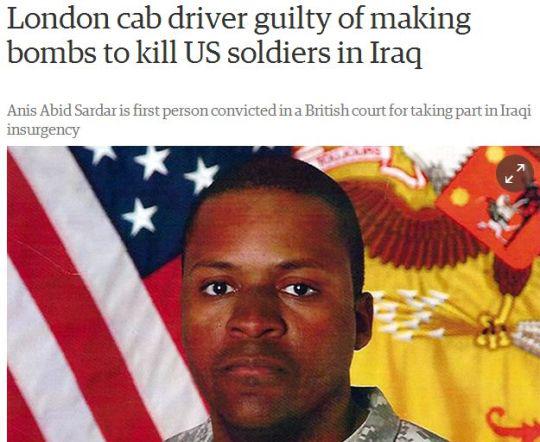 London cab driver guilty of making
bombs to kill US soldiers in Iraq
Anis Abid Sardar is first person convicted in a British court for taking part in Iraqi
insurgency
TOUJOURS